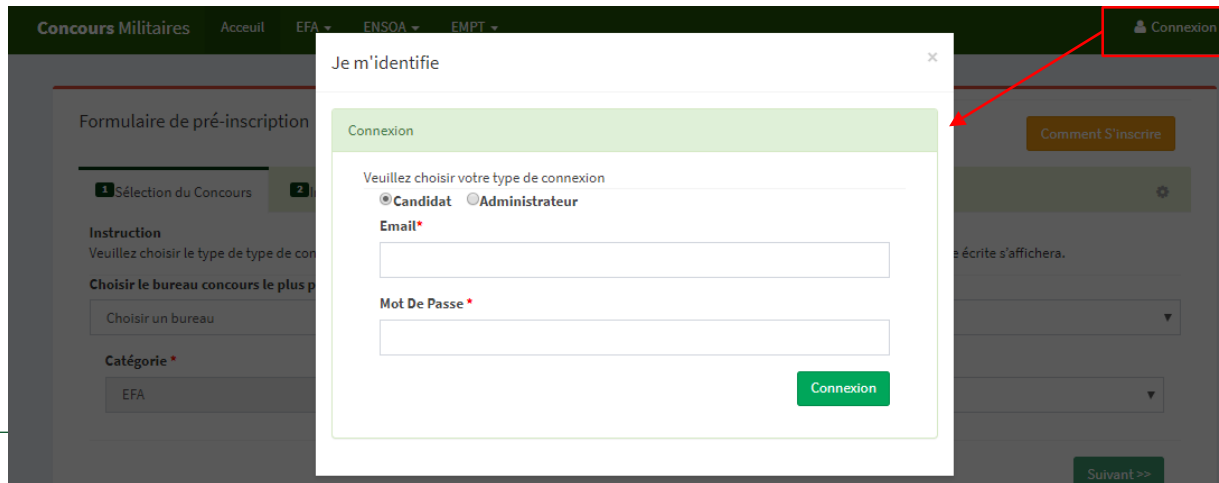 Concours Militaires Acceuil EFA ENSOA EMPT Connexion
Je m'identifie ×
Formulaire de pré-inscription
Comment S'inscrire
Connexion
1 Sélection du Concours 2
Veuillez choisir votre type de connexion
Candidat Administrateur
Instruction
Email*
Veuillez choisir le type de type de con
e écrite s'affichera.
Choisir le bureau concours le plus p
Choisir un bureau
Mot De Passe *
Catégorie *
EFA
Connexion
Suivant >>